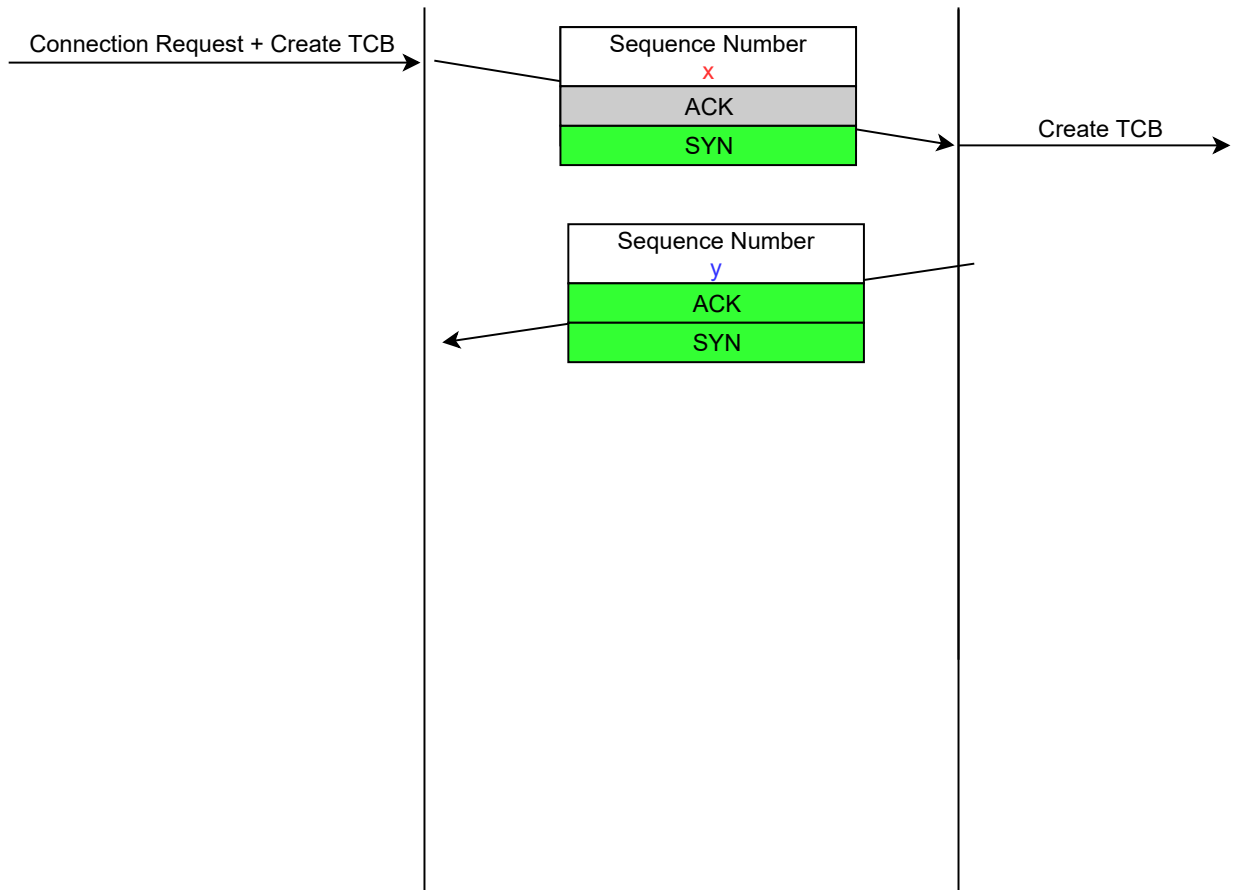 Connection Request + Create TCB
Sequence Number
x
ACK
SYN
Create TCB
Sequence Number
y
ACK
SYN